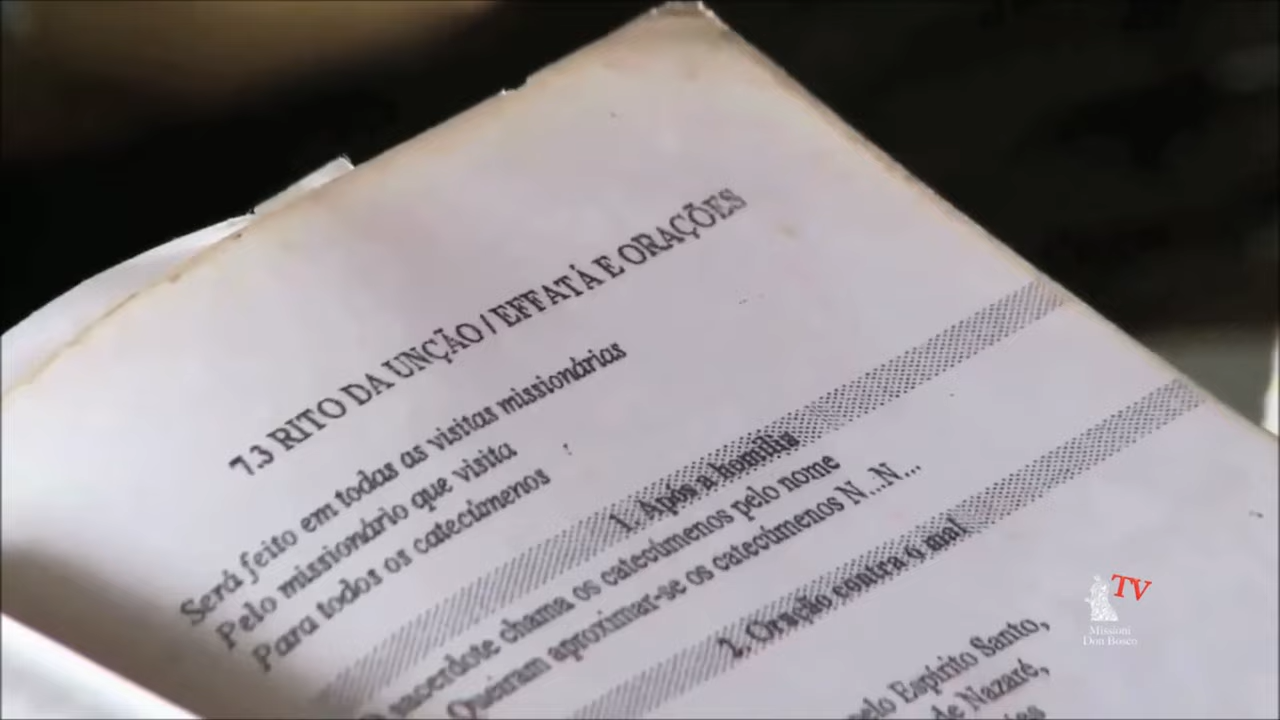 7.3 RITO DA UNÇÃO / EFFATÁ E ORAÇÕES
Será feito em todas as visitas missionárias
Pelo missionário que visita
Para todos os catecúmenos
1. Após a homilia
sacerdote chama os catecúmenos pelo nome
Queiram aproximar-se os catecúmenos N...N...
1. Oração contra o mal
pelo Espírito Santo,
de Nazaré,
TV
Missioni
Don Bosco